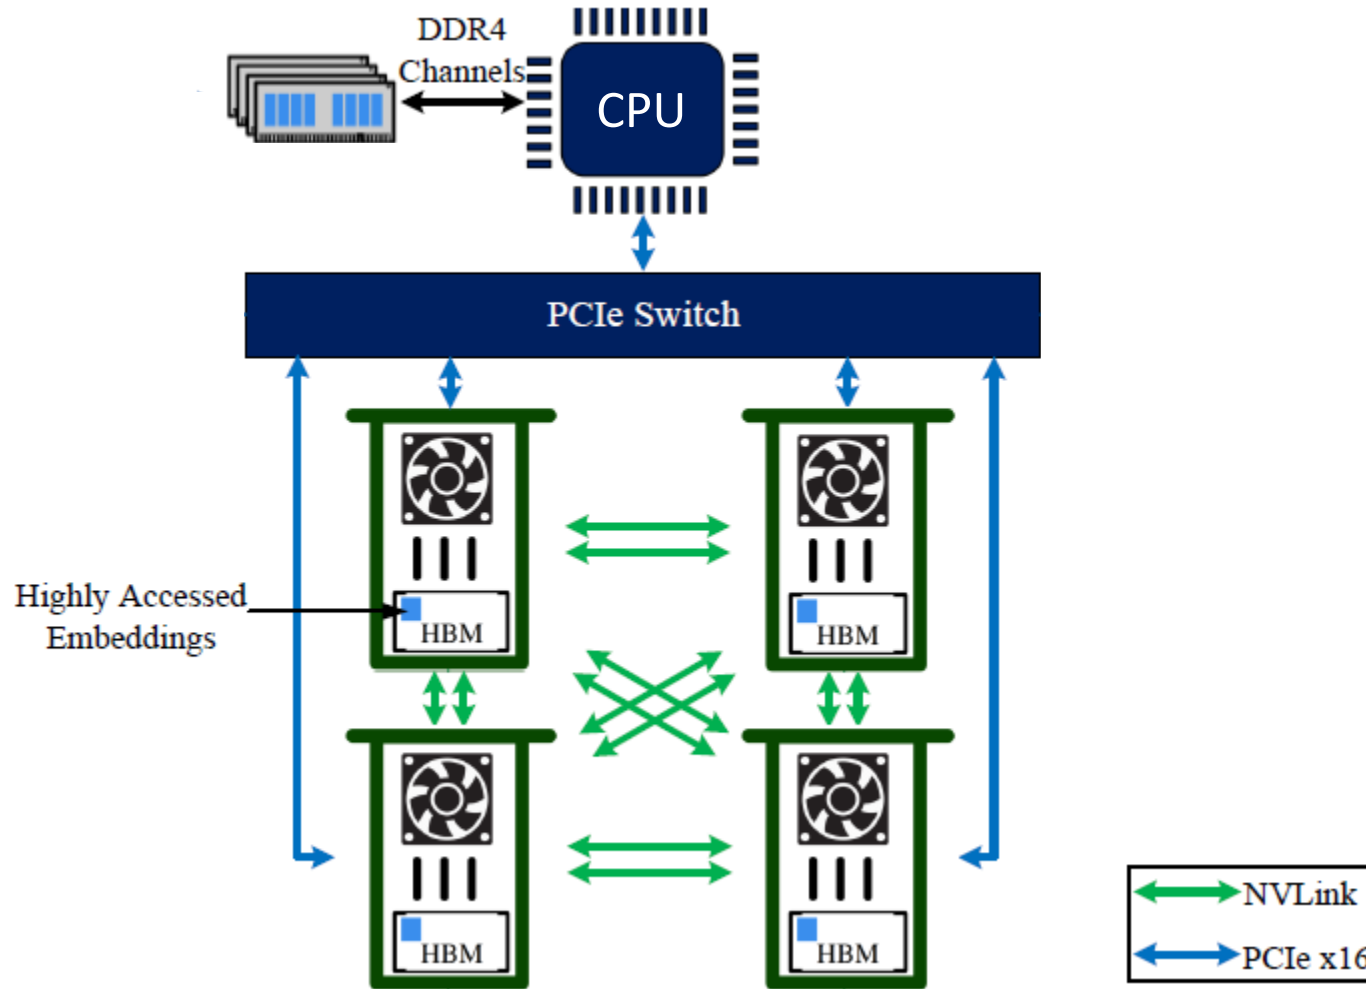 DDR4
Channels
CPU
PCIe Switch
Highly Accessed
Embeddings
HBM
HBM
HBM
HBM
NVLink
PCIe x16